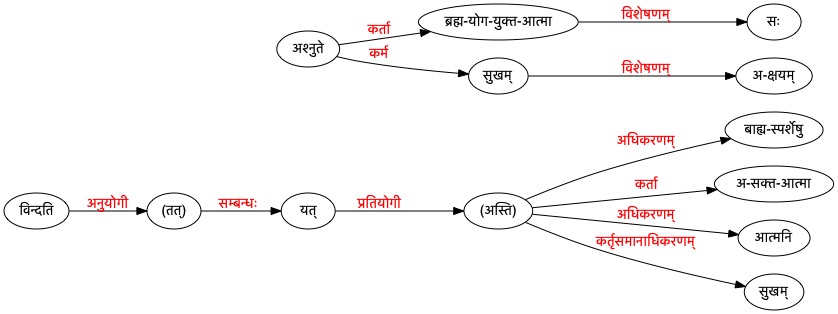 कर्ता
ब्रह्म-योग-युक्त-आत्मा
विशेषणम्
सः
अश्नुते
कर्म
सुखम्
विशेषणम्
अ-क्षयम्
अधिकरणम्
बाह्य-स्पर्शेषु
विन्दति
अनुयोगी
(तत्)
सम्बन्धः
यत्
प्रतियोगी
(अस्ति)
कर्ता
अ-सक्त-आत्मा
अधिकरणम्
आत्मनि
कर्तृसमानाधिकरणम्
सुखम्